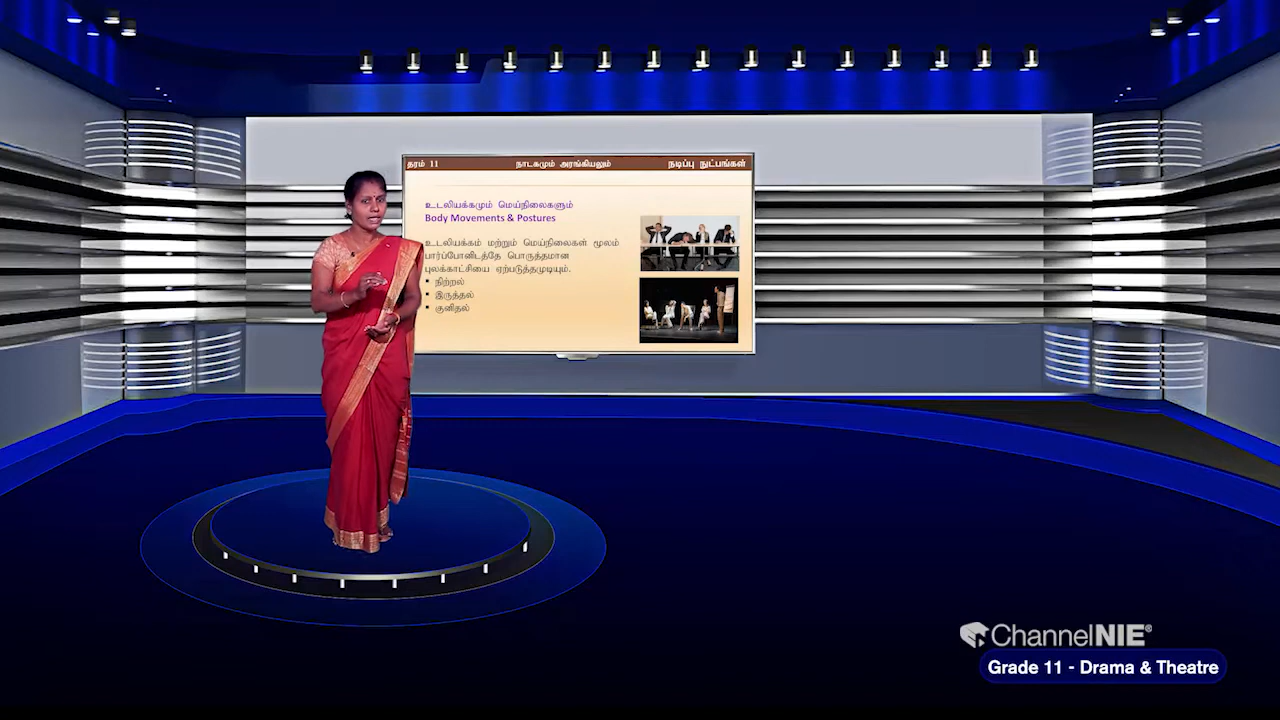 தரம் 11 நாடகமும் அரங்கியலும் நடிப்பு நுட்பங்கள்
உடலியக்கமும் மெய்நிலைகளும்
Body Movements & Postures
உடலியக்கம் மற்றும் மெய்நிலைகள் மூலம்
பார்ப்போனிடத்தே பொருத்தமான
புலக்காட்சியை ஏற்படுத்தமுடியும்.
▪ நிற்றல்
▪ இருத்தல்
▪ குனிதல்
ChannelNIE®
Grade 11 - Drama & Theatre